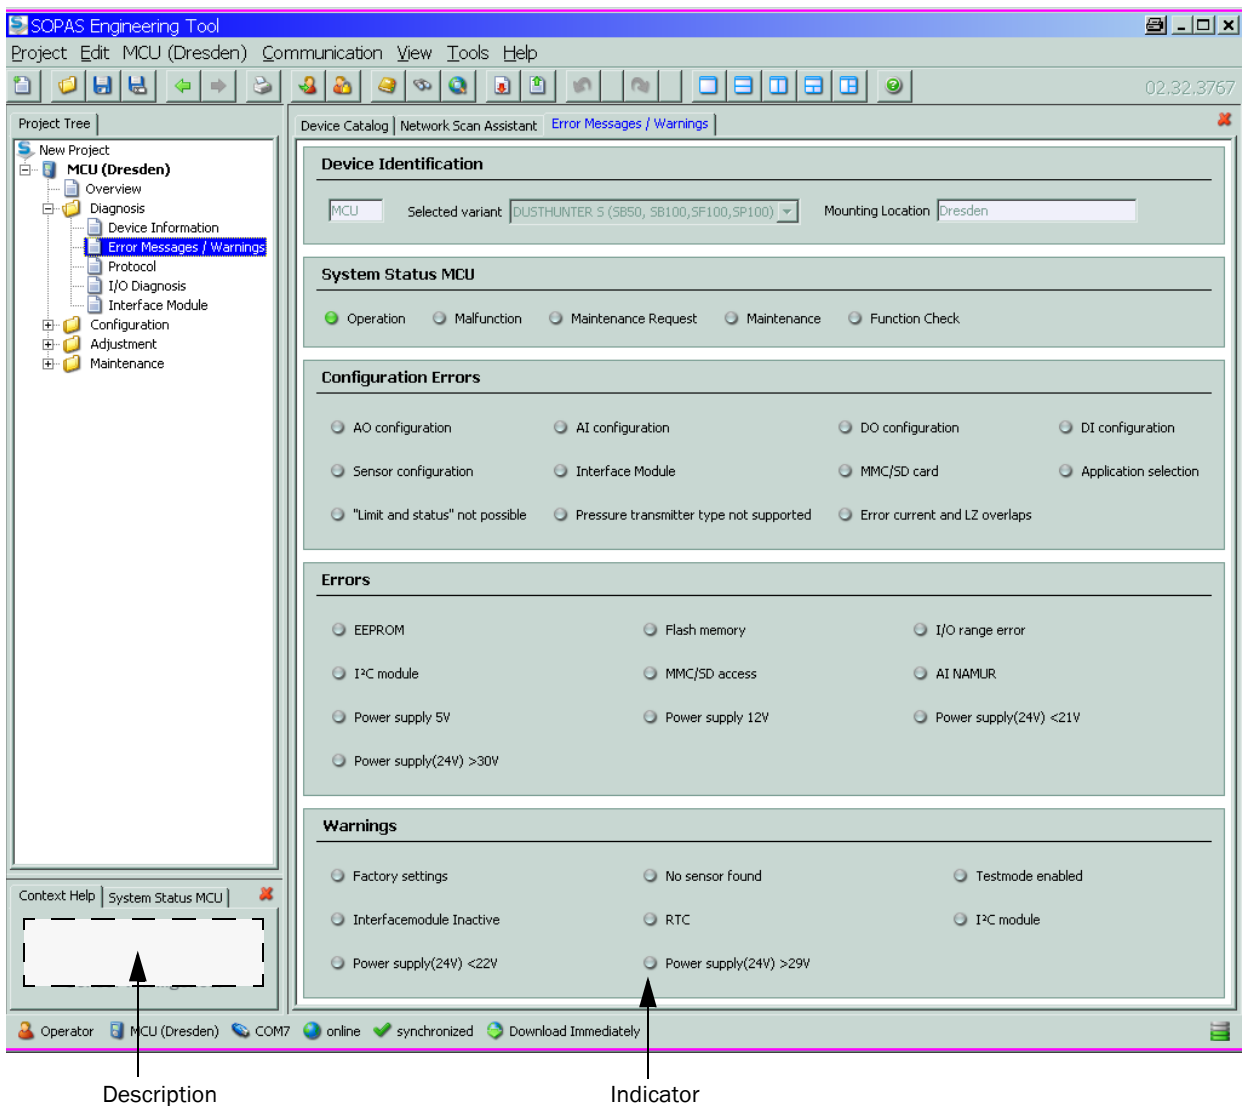 SOPAS Engineering Tool
Project Edit MCU (Dresden) Communication View Tools Help
02.32.3767
Project Tree
Device Catalog Network Scan Assistant Error Messages / Warnings
New Project
MCU (Dresden)
Overview
Diagnosis
Device Information
Error Messages / Warnings
Protocol
I/O Diagnosis
Interface Module
Configuration
Adjustment
Maintenance
Device Identification
MCU Selected variant DUSTHUNTER S (SB50, SB100,SF100,SP100) Mounting Location Dresden
System Status MCU
Operation Malfunction Maintenance Request Maintenance Function Check
Configuration Errors
AO configuration AI configuration DO configuration DI configuration
Sensor configuration Interface Module MMC/SD card Application selection
"Limit and status" not possible Pressure transmitter type not supported Error current and LZ overlaps
Errors
EEPROM Flash memory I/O range error
I²C module MMC/SD access AI NAMUR
Power supply 5V Power supply 12V Power supply(24V) <21V
Power supply(24V) >30V
Warnings
Factory settings No sensor found Testmode enabled
Interfacemodule Inactive RTC I²C module
Power supply(24V) <22V Power supply(24V) >29V
Context Help System Status MCU
Operator MCU (Dresden) COM7 online synchronized Download Immediately
Description Indicator